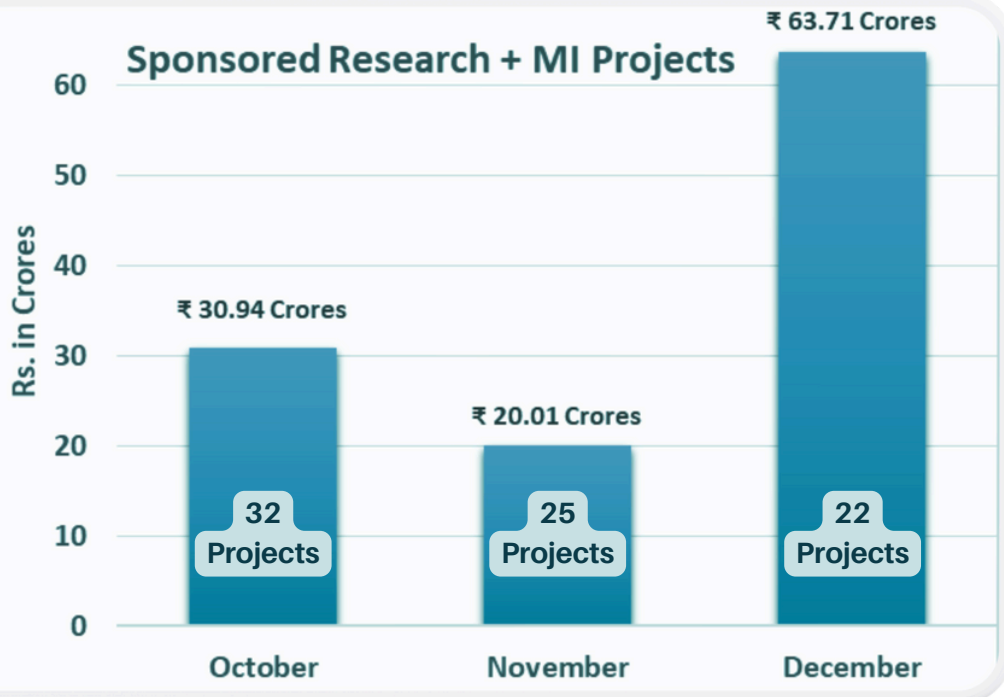 ₹ 63.71 Crores
Sponsored Research + MI Projects
Rs. in Crores
60
50
40
30
20
10
0
₹ 30.94 Crores
₹ 20.01 Crores
32
Projects
25
Projects
22
Projects
October
November
December